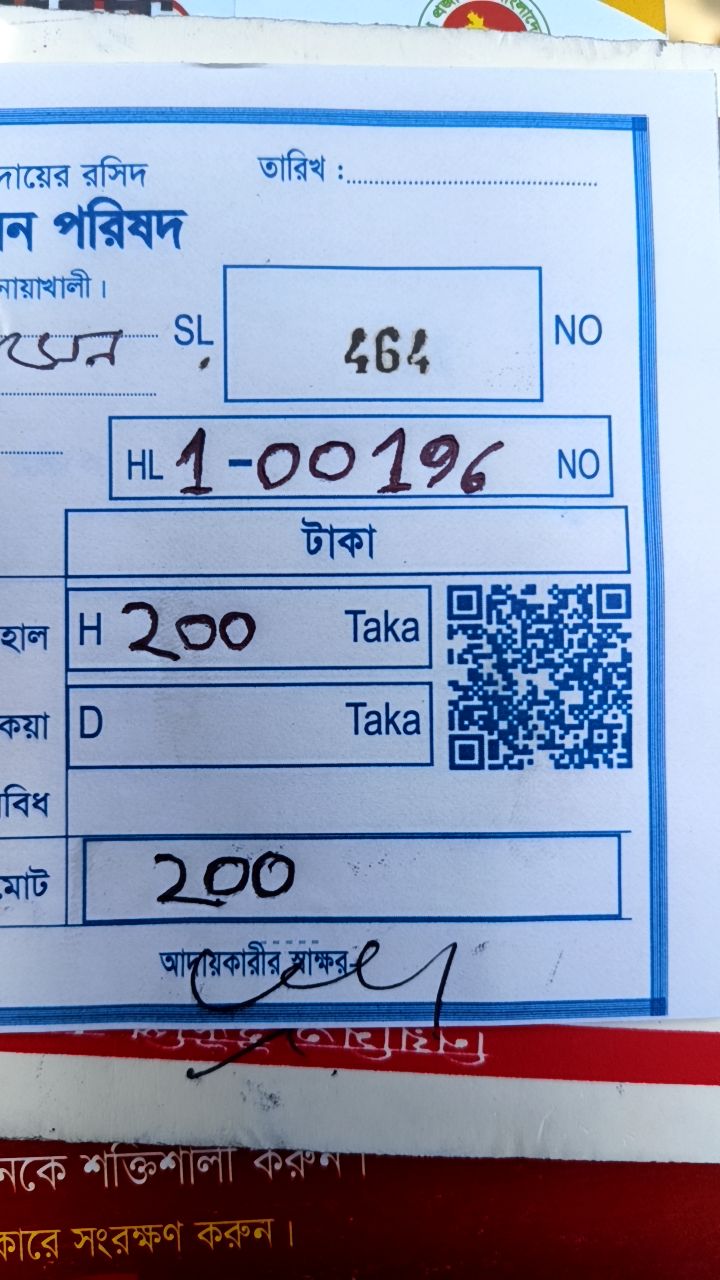 দায়ের রসিদ তারিখ :
ন পরিষদ
নোয়াখালী।
SL 464 NO
HL 1-00196 NO
টাকা
হাল H 200 Taka
কেয়া D Taka
বিধ
মোট 200
আদায়কারীর স্বাক্ষর
নকে শক্তিশালী করুন।
কারে সংরক্ষণ করুন।